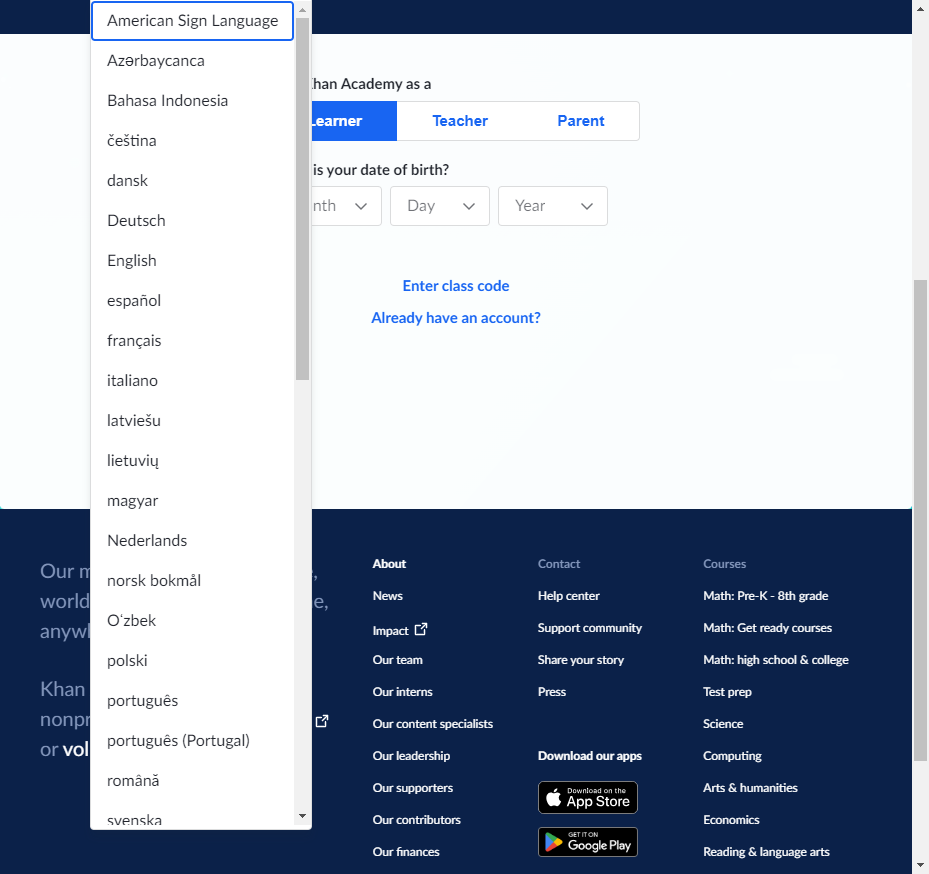 American Sign Language
Azərbaycanca
Bahasa Indonesia
čeština
dansk
Deutsch
English
español
français
italiano
latviešu
lietuvių
magyar
Nederlands
norsk bokmål
Oʻzbek
polski
português
português (Portugal)
română
svenska
Khan Academy as a
Learner
Teacher
Parent
is your date of birth?
Day
Year
Enter class code
Already have an account?
Our
world
anyw
Khan
nonpr
or vol
About
News
Impact
Our team
Our interns
Our content specialists
Our leadership
Our supporters
Our contributors
Our finances
Contact
Help center
Support community
Share your story
Press
Download our apps
Download on the
App Store
GET IT ON
Google Play
Courses
Math: Pre-K - 8th grade
Math: Get ready courses
Math: high school & college
Test prep
Science
Computing
Arts & humanities
Economics
Reading & language arts